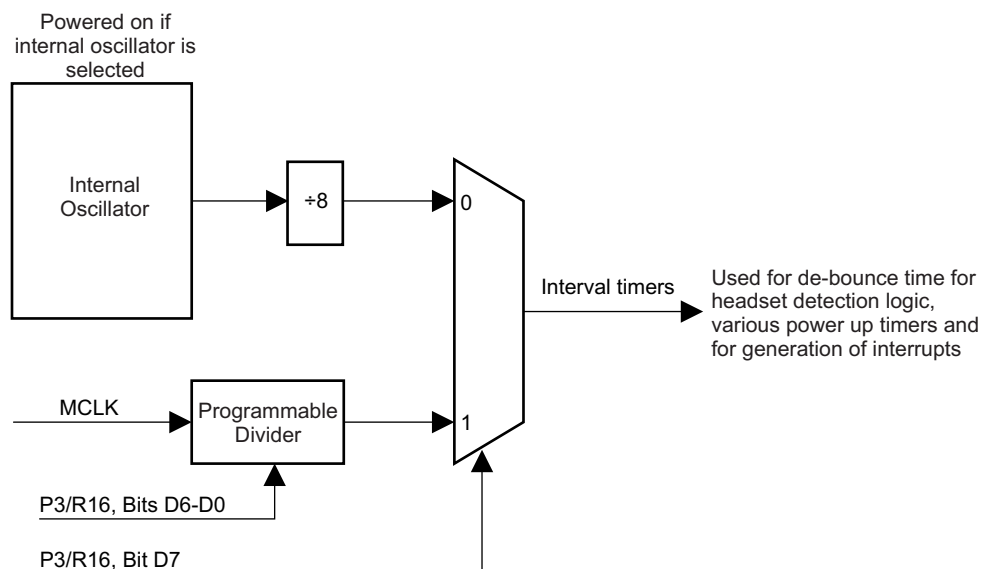 Powered on if
internal oscillator is
selected
Internal
Oscillator
÷8
0
Interval timers
Used for de-bounce time for
headset detection logic,
various power up timers and
for generation of interrupts
MCLK
Programmable
Divider
1
P3/R16, Bits D6-D0
P3/R16, Bit D7